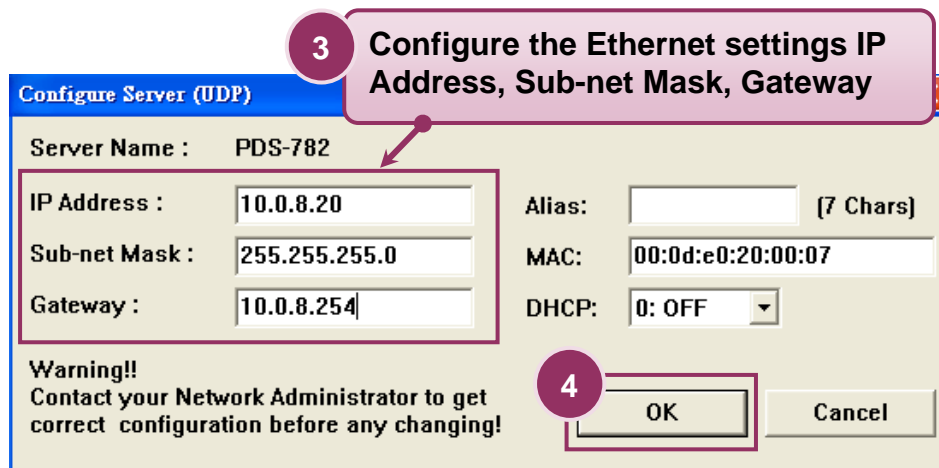 3
Configure the Ethernet settings IP
Address, Sub-net Mask, Gateway
Configure Server (UDP)
Server Name : PDS-782
IP Address : 10.0.8.20
Alias: (7 Chars)
Sub-net Mask : 255.255.255.0
MAC: 00:0d:e0:20:00:07
Gateway : 10.0.8.254
DHCP: 0: OFF
Warning!!
Contact your Network Administrator to get
correct configuration before any changing!
4
OK
Cancel